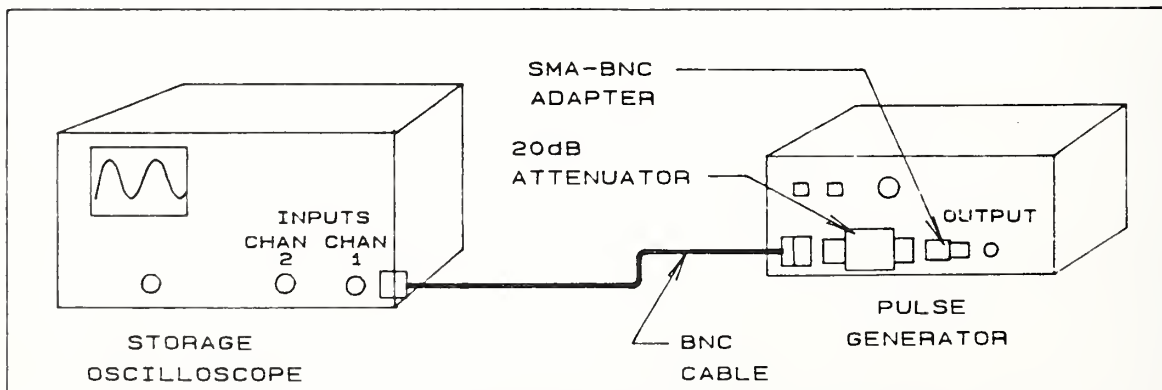 SMA-BNC
ADAPTER
20dB
ATTENUATOR
INPUTS
CHAN CHAN
2 1
OUTPUT
STORAGE
OSCILLOSCOPE
BNC
CABLE
PULSE
GENERATOR